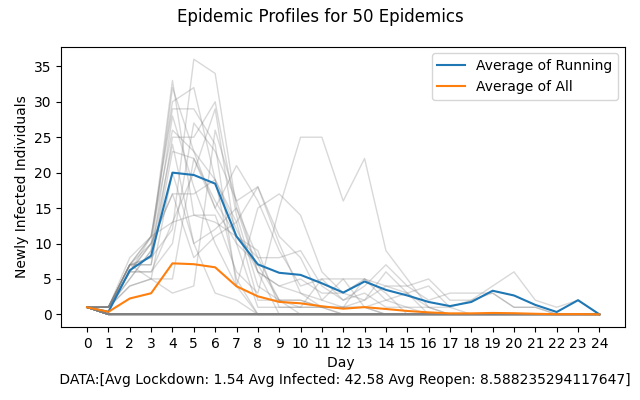 Epidemic Profiles for 50 Epidemics
Average of Running
Average of All
Newly Infected Individuals
35
30
25
20
15
10
5
0
0 1 2 3 4 5 6 7 8 9 10 11 12 13 14 15 16 17 18 19 20 21 22 23 24
Day
DATA:[Avg Lockdown: 1.54 Avg Infected: 42.58 Avg Reopen: 8.588235294117647]